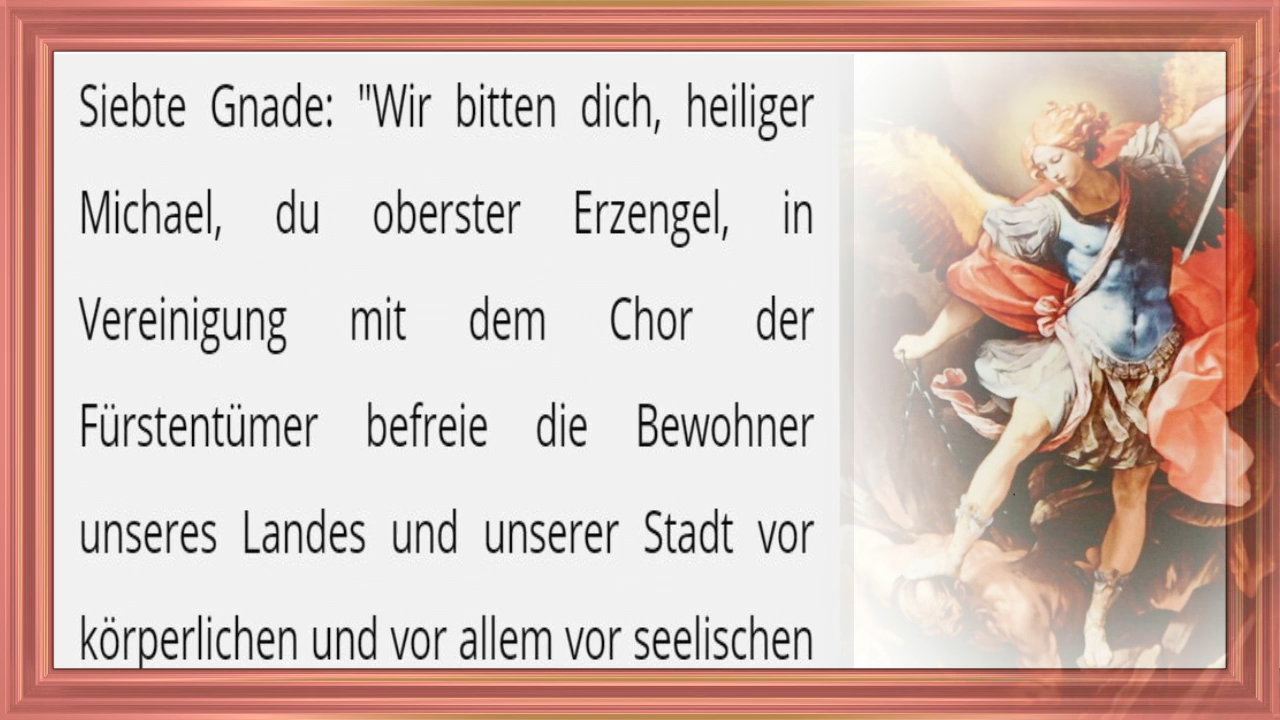 Siebte Gnade: "Wir bitten dich, heiliger
Michael, du oberster Erzengel, in
Vereinigung mit dem Chor der
Fürstentümer befreie die Bewohner
unseres Landes und unserer Stadt vor
körperlichen und vor allem vor seelischen